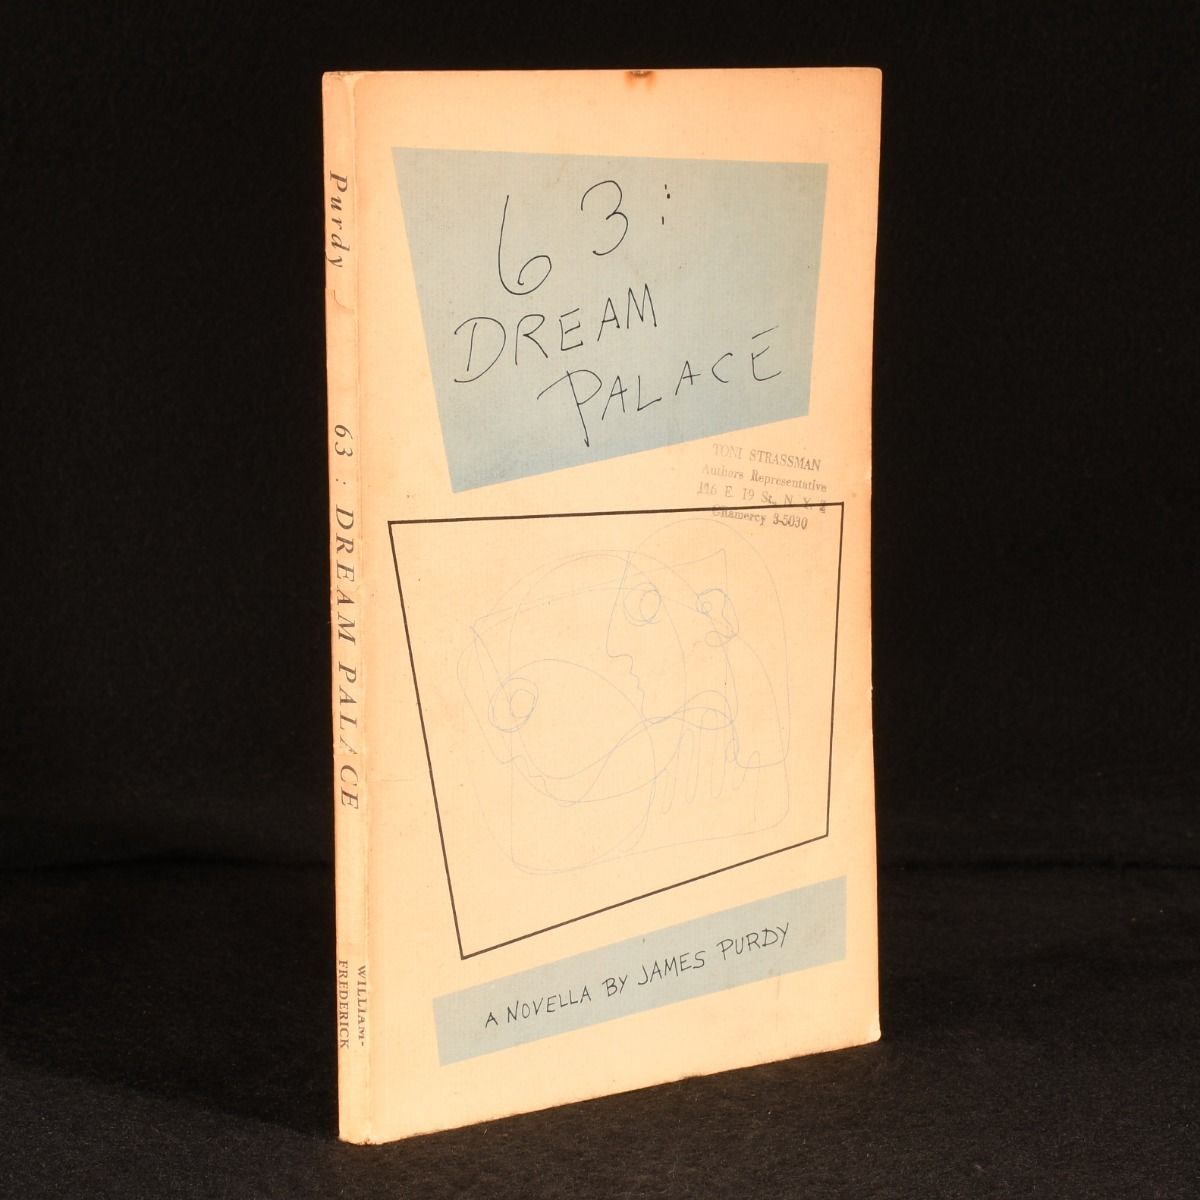 Purdy
63 : DREAM PALACE
WILLIAM-
FREDERICK
63:
DREAM
PALACE
TONI STRASSMAN
Authors Representative
116 E. 19 St., N. Y. 3
GRamercy 3-5030
A NOVELLA BY JAMES PURDY